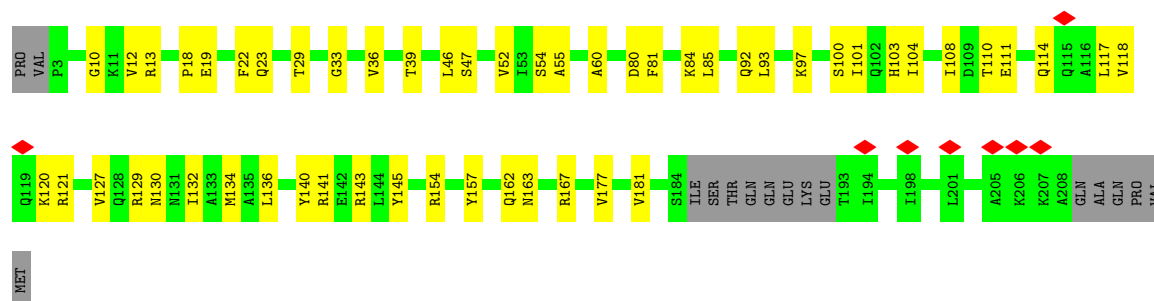 PRO VAL P3 G10 K11 V12 R13 P18 E19 F22 Q23 T29 G33 V36 T39 L46 S47 V52 I53 S54 A55 A60 D80 F81 K84 L85 Q92 L93 K97 S100 I101 Q102 H103 I104 I108 D109 T110 E111 Q114 Q115 A116 L117 V118
Q119 K120 R121 V127 Q128 R129 N130 N131 I132 A133 M134 A135 L136 Y140 R141 E142 R143 L144 Y145 R154 Y157 Q162 N163 R167 V177 V181 S184 ILE SER THR GLN GLN GLU LYS GLU T193 I194 I198 L201 A205 K206 K207 A208 GLN ALA GLN PRO VAL
MET